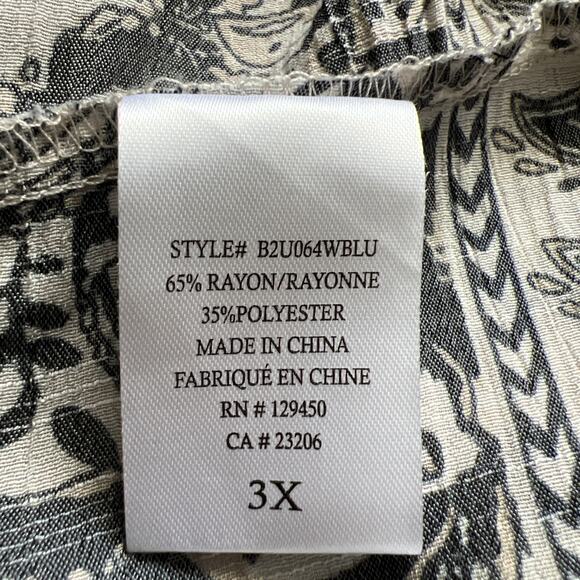 STYLE# B2U064WBLU
65% RAYON/RAYONNE
35%POLYESTER
MADE IN CHINA
FABRIQUÉ EN CHINE
RN # 129450
CA # 23206
3X